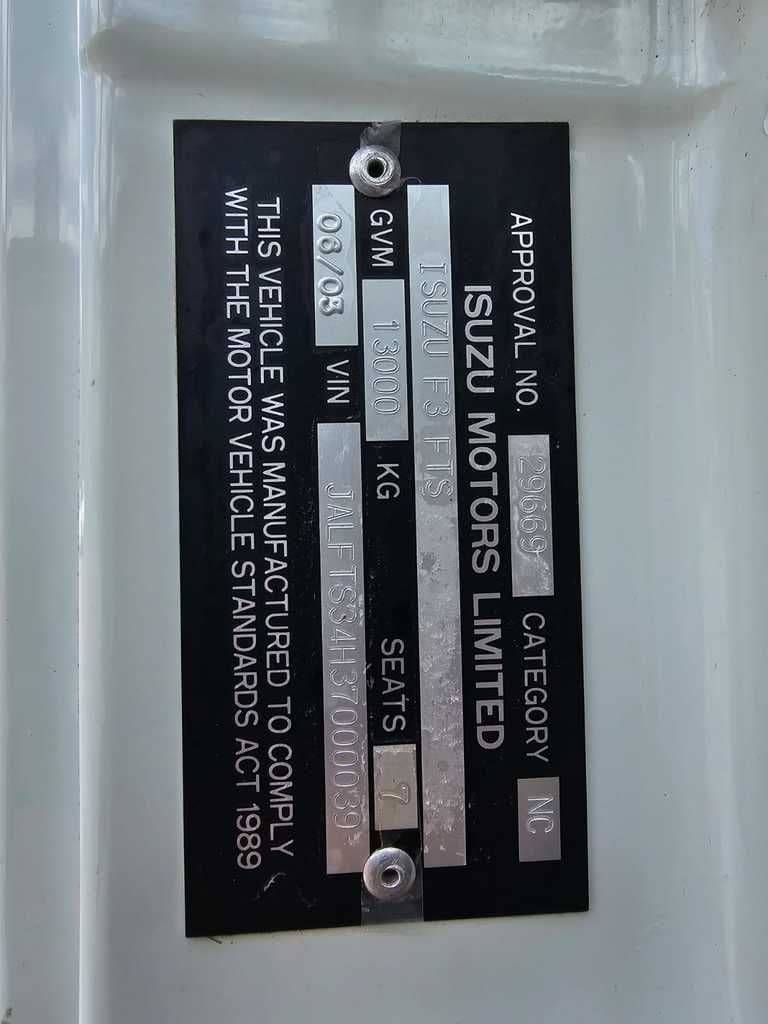 APPROVAL NO. 29669 CATEGORY NC
ISUZU MOTORS LIMITED
ISUZU F3 FTS
GVM 13000 KG SEATS 7
06/03 VIN JALFTS34H37000039
THIS VEHICLE WAS MANUFACTURED TO COMPLY
WITH THE MOTOR VEHICLE STANDARDS ACT 1989